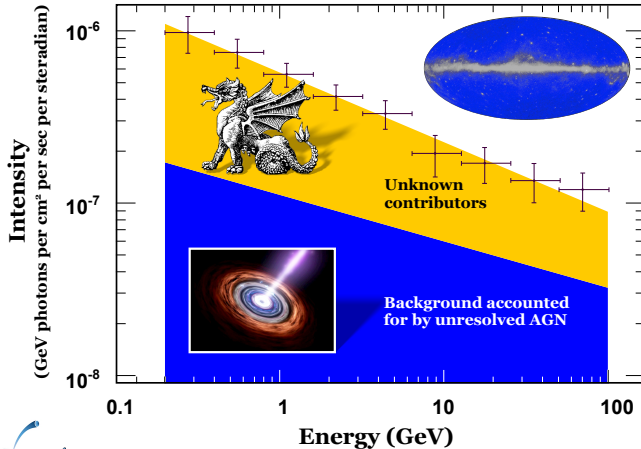 10⁻⁶
10⁻⁷
10⁻⁸
Intensity
(GeV photons per cm² per sec per steradian)
Unknown
contributors
Background accounted
for by unresolved AGN
0.1
1
10
100
Energy (GeV)